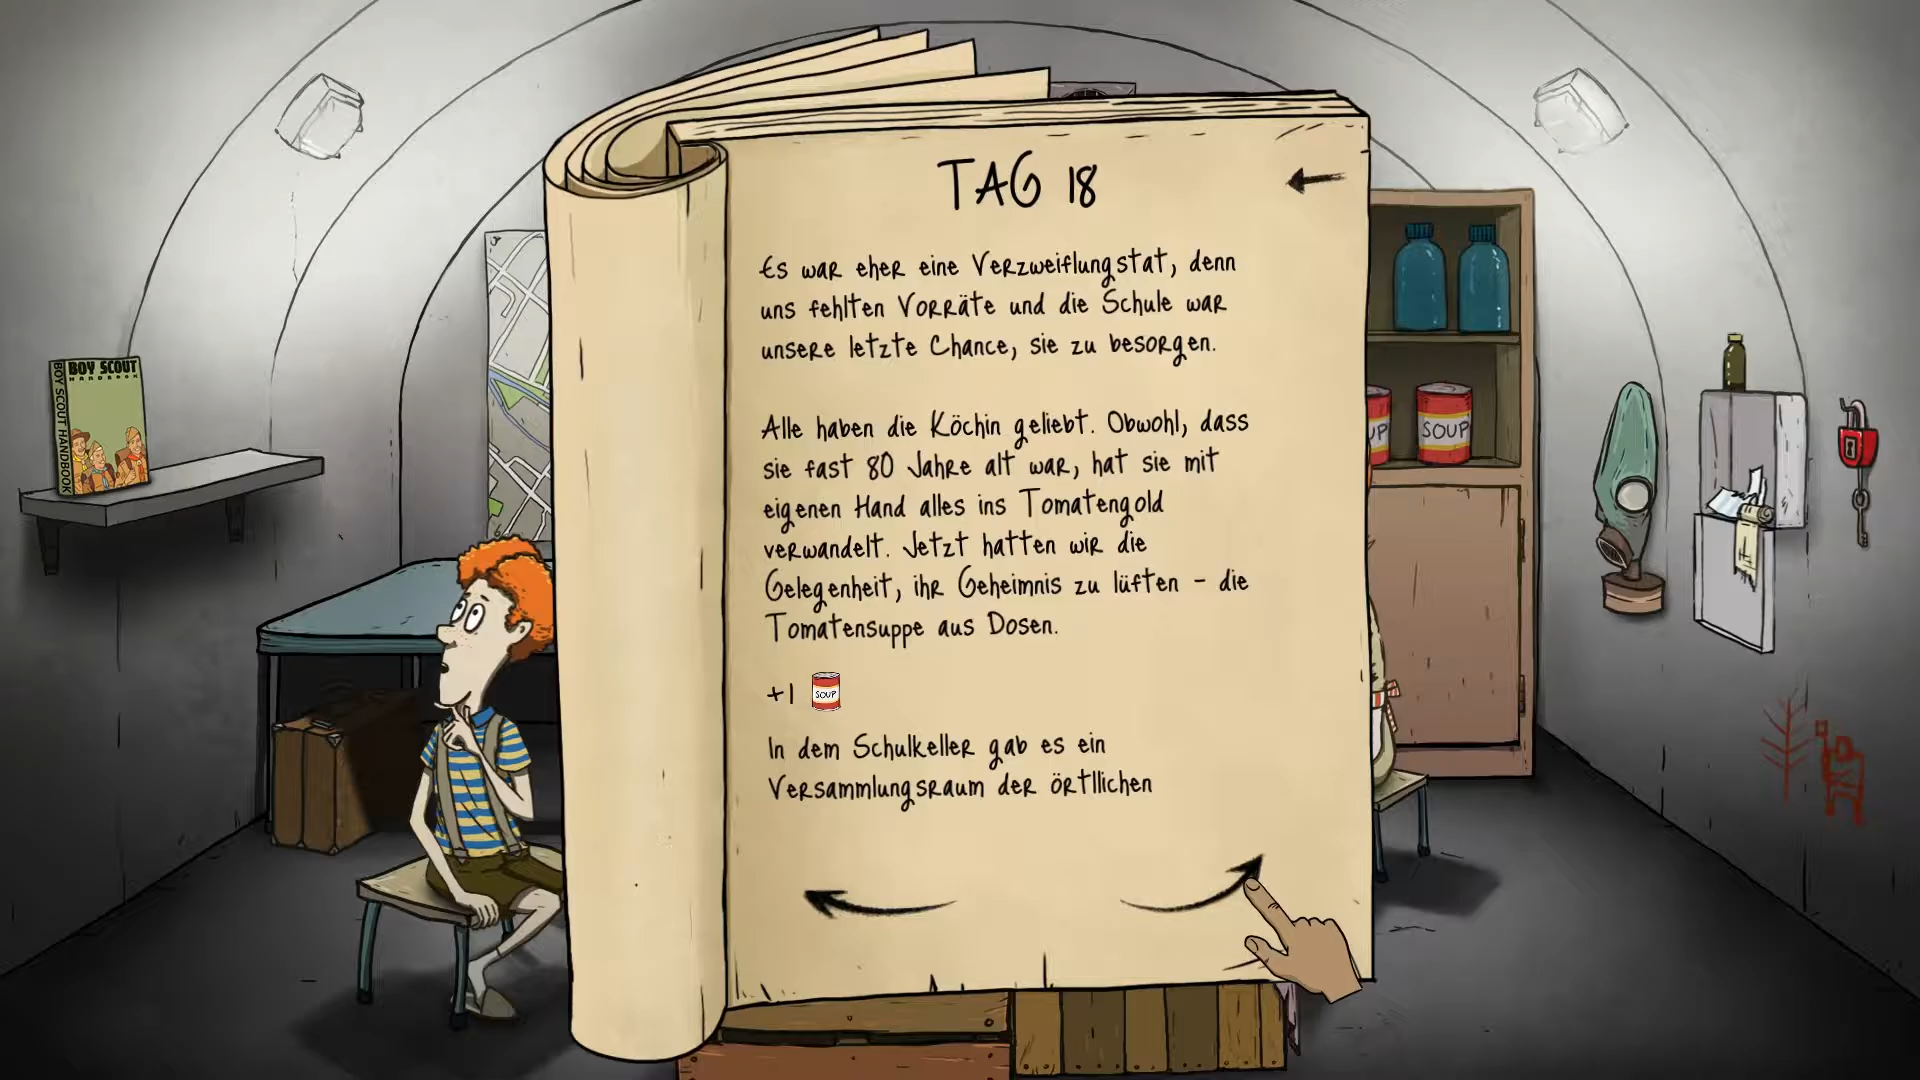 TAG 18
Es war eher eine Verzweiflungstat, denn
uns fehlten Vorräte und die Schule war
unsere letzte Chance, sie zu besorgen.
Alle haben die Köchin geliebt. Obwohl, dass
sie fast 80 Jahre alt war, hat sie mit
eigenen Hand alles ins Tomatengold
verwandelt. Jetzt hatten wir die
Gelegenheit, ihr Geheimnis zu lüften - die
Tomatensuppe aus Dosen.
+1 SOUP
In dem Schulkeller gab es ein
Versammlungsraum der örtllichen
BOY SCOUT
HANDBOOK
BOY SCOUT HANDBOOK
UP
SOUP